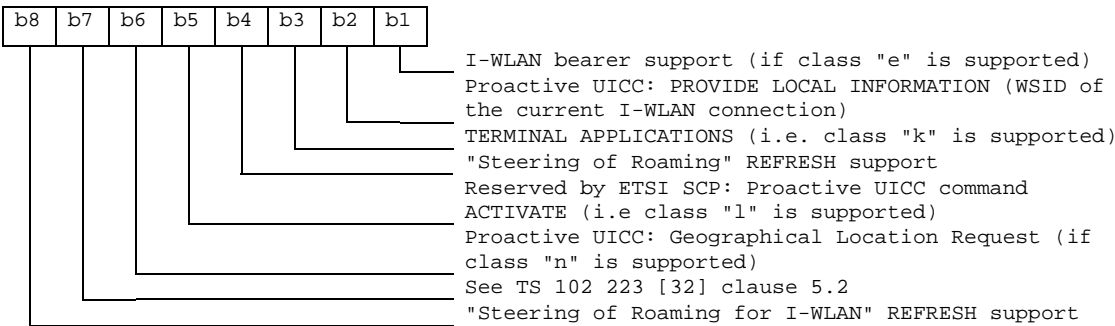 b8 b7 b6 b5 b4 b3 b2 b1
I-WLAN bearer support (if class "e" is supported)
Proactive UICC: PROVIDE LOCAL INFORMATION (WSID of
the current I-WLAN connection)
TERMINAL APPLICATIONS (i.e. class "k" is supported)
"Steering of Roaming" REFRESH support
Reserved by ETSI SCP: Proactive UICC command
ACTIVATE (i.e class "l" is supported)
Proactive UICC: Geographical Location Request (if
class "n" is supported)
See TS 102 223 [32] clause 5.2
"Steering of Roaming for I-WLAN" REFRESH support